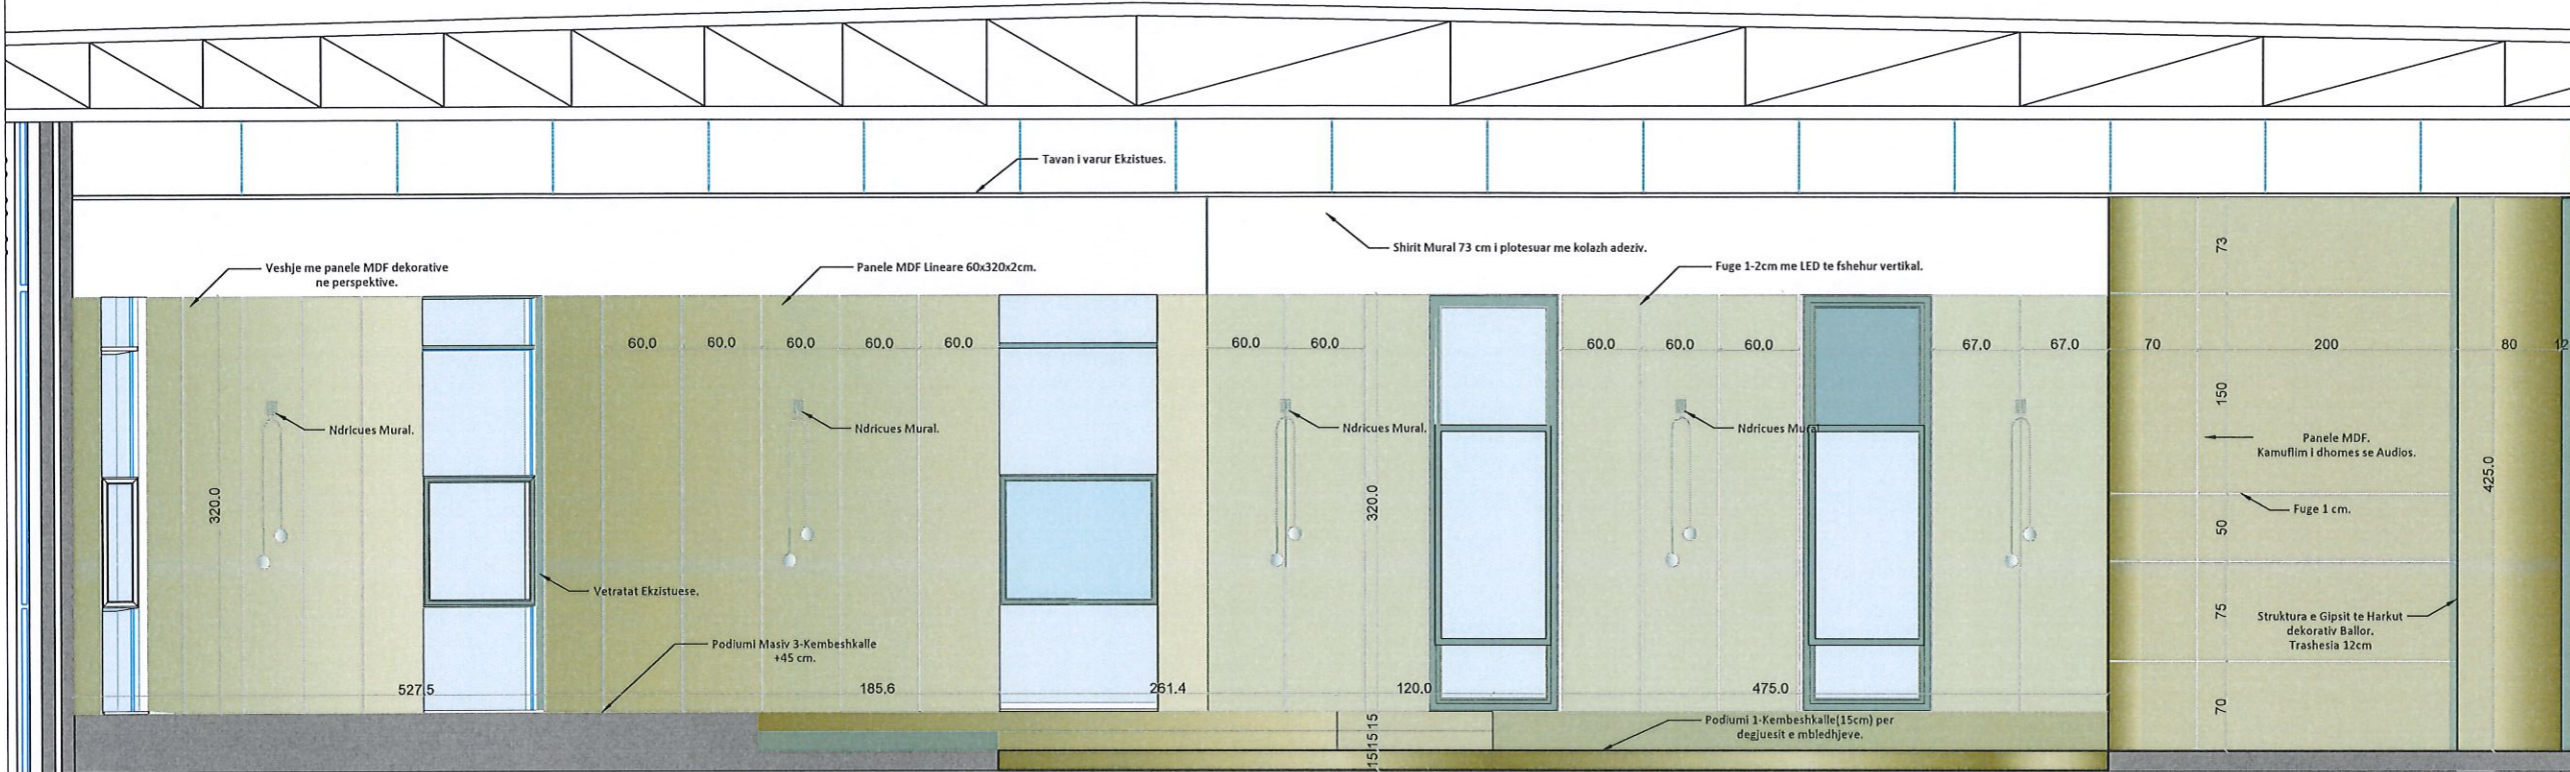 Tavan i varur Ekzistues.
Shirit Mural 73 cm i plotesuar me kolazh adeziv.
Veshje me panele MDF dekorative
ne perspektive.
Panele MDF Lineare 60x320x2cm.
Fuge 1-2cm me LED te fshehur vertikal.
73
60.0 60.0 60.0 60.0 60.0 60.0 60.0 60.0 60.0 60.0 67.0 67.0 70 200 80 12
150
Ndricues Mural.
Ndricues Mural.
Ndricues Mural.
Ndricues Mural
Panele MDF.
Kamuflim i dhomes se Audios.
320.0
320.0
425.0
Fuge 1 cm.
50
Vetratat Ekzistuese.
75
Struktura e Gipsit te Harkut
dekorativ Ballor.
Trashesia 12cm
Podiumi Masiv 3-Kembeshkalle
+45 cm.
527.5 185.6 261.4 120.0 475.0
70
Podiumi 1-Kembeshkalle(15cm) per
degjuesit e mbledhjeve.
15 15 15